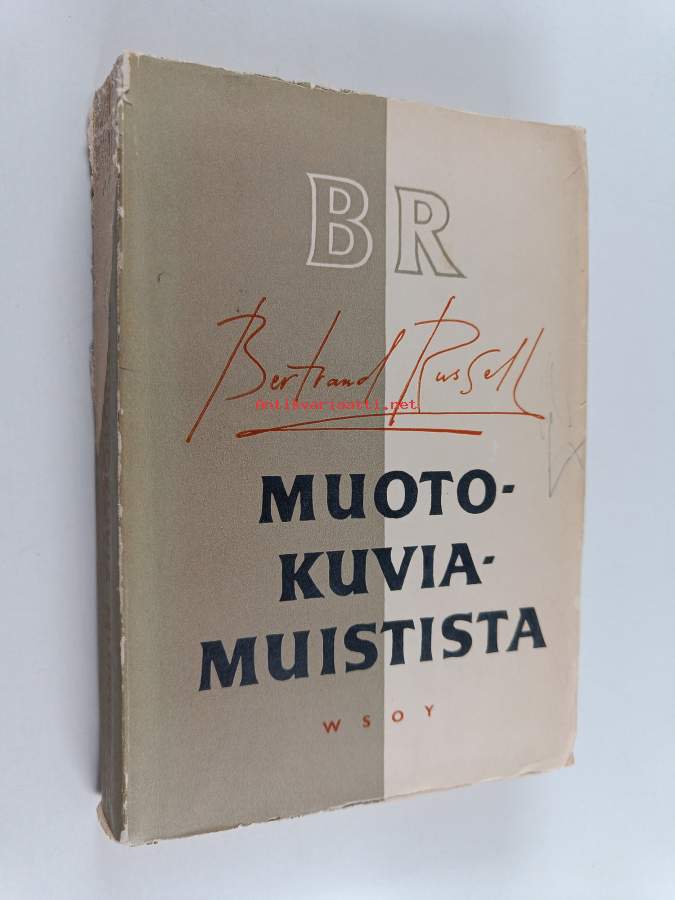 BR
Bertrand Russell
Antikvariaatti.net
MUOTO-
KUVIA-
MUISTISTA
WSOY